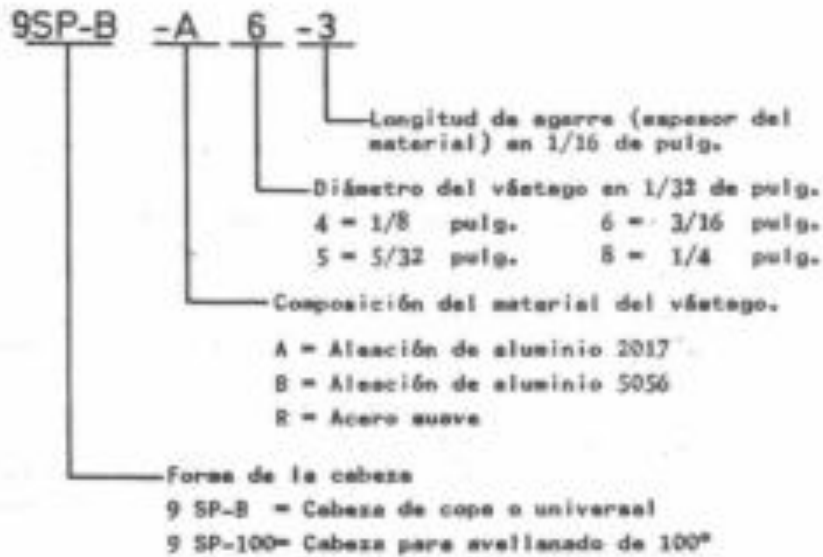 9SP-B -A 6 -3
Longitud de agarre (espesor del
material) en 1/16 de pulg.
Diámetro del vástago en 1/32 de pulg.
4 = 1/8 pulg. 6 = 3/16 pulg.
5 = 5/32 pulg. 8 = 1/4 pulg.
Composición del material del vástago.
A = Aleación de aluminio 2017
B = Aleación de aluminio 5056
R = Acero suave
Forma de la cabeza
9 SP-B = Cabeza de copa o universal
9 SP-100= Cabeza para avellanado de 100°